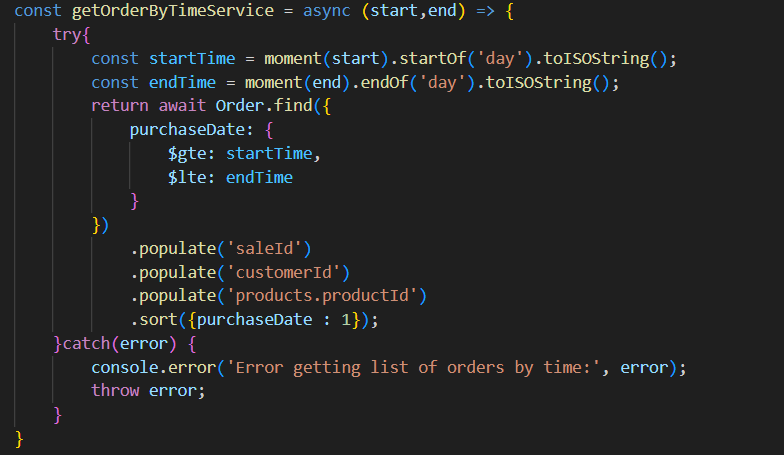 const getOrderByTimeService = async (start,end) => {
    try{
        const startTime = moment(start).startOf('day').toISOString();
        const endTime = moment(end).endOf('day').toISOString();
        return await Order.find({
            purchaseDate: {
                $gte: startTime,
                $lte: endTime
            }
        })
            .populate('saleId')
            .populate('customerId')
            .populate('products.productId')
            .sort({purchaseDate : 1});
    }catch(error) {
        console.error('Error getting list of orders by time:', error);
        throw error;
    }
}